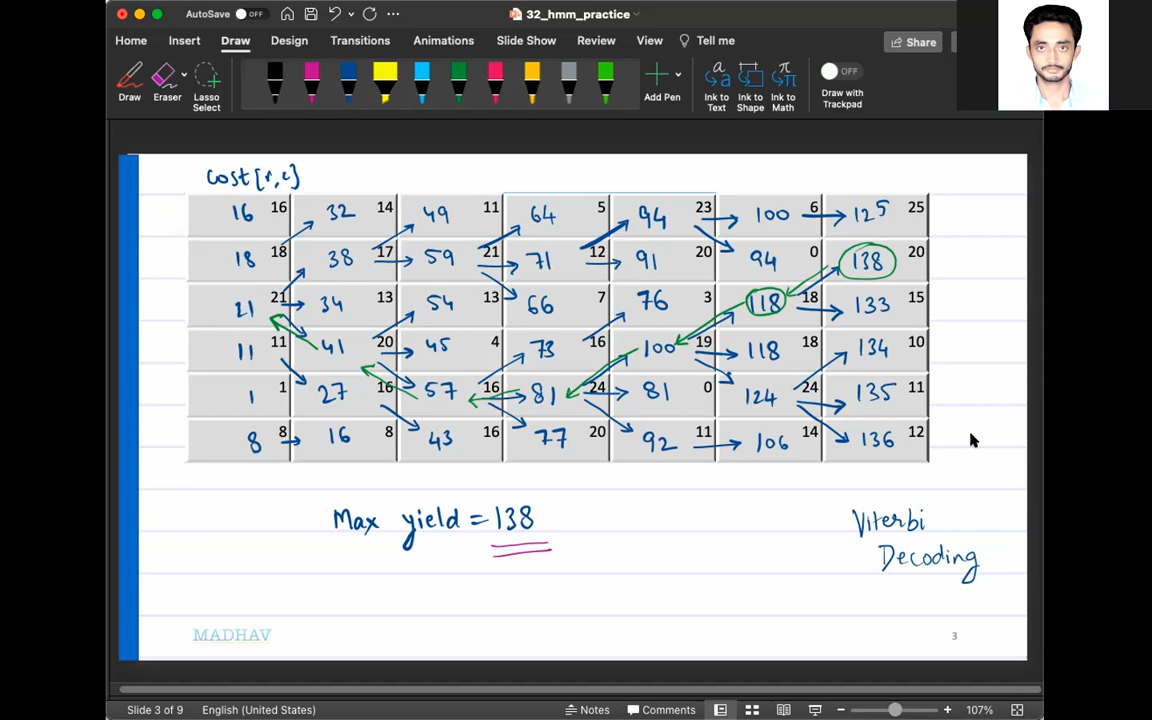 AutoSave OFF ... 32_hmm_practice
Home Insert Draw Design Transitions Animations Slide Show Review View Tell me Share
Draw Eraser Lasso Select Add Pen Ink to Text Ink to Shape Ink to Math OFF Draw with Trackpad
cost[r,c]
16 16 32 14 49 11 64 5 94 23 100 6 125 25
18 18 38 17 59 21 71 12 91 20 94 0 138 20
21 21 34 13 54 13 66 7 76 3 118 18 133 15
11 11 41 20 45 4 73 16 100 19 118 18 134 10
1 1 27 16 57 16 81 24 81 0 124 24 135 11
8 8 16 8 43 16 77 20 92 11 106 14 136 12
Max yield = 138
Viterbi
Decoding
MADHAV 3
Slide 3 of 9 English (United States) Notes Comments 107%